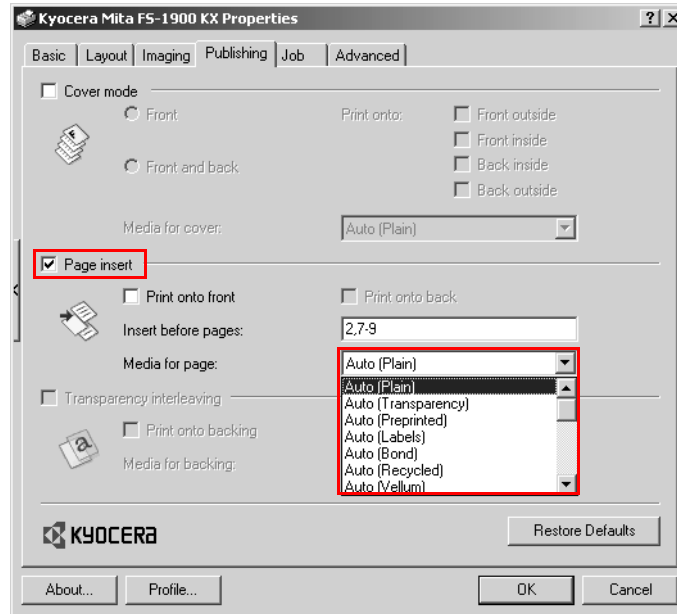 Kyocera Mita FS-1900 KX Properties
Basic Layout Imaging Publishing Job Advanced
Cover mode
Front Print onto: Front outside
Front inside
Front and back Back inside
Back outside
Media for cover: Auto (Plain)
Page insert
Print onto front Print onto back
Insert before pages: 2,7-9
Media for page: Auto (Plain)
Auto (Plain)
Auto (Transparency)
Transparency interleaving Auto (Preprinted)
Auto (Labels)
Print onto backing Auto (Bond)
Media for backing: Auto (Recycled)
Auto (Vellum)
KYOCERA
Restore Defaults
About... Profile... OK Cancel